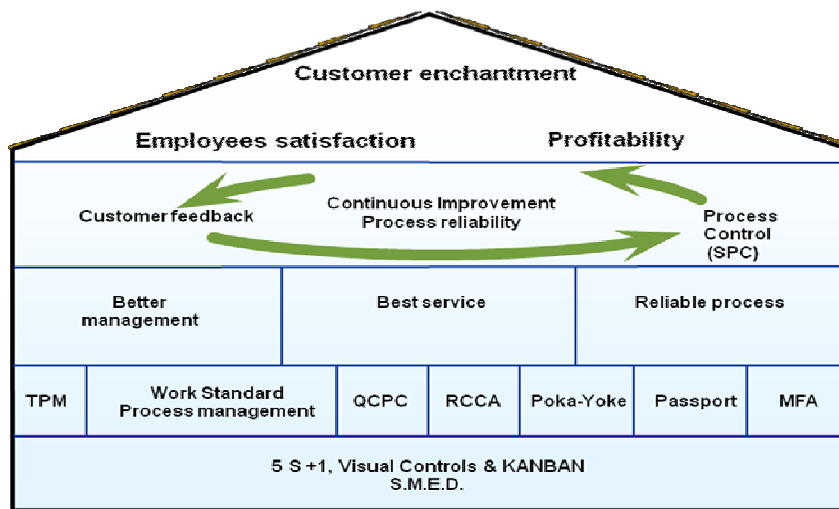 Customer enchantment
Employees satisfaction
Profitability
Customer feedback
Continuous Improvement
Process reliability
Process
Control
(SPC)
Better
management
Best service
Reliable process
TPM
Work Standard
Process management
QCPC
RCCA
Poka-Yoke
Passport
MFA
5 S +1, Visual Controls & KANBAN
S.M.E.D.